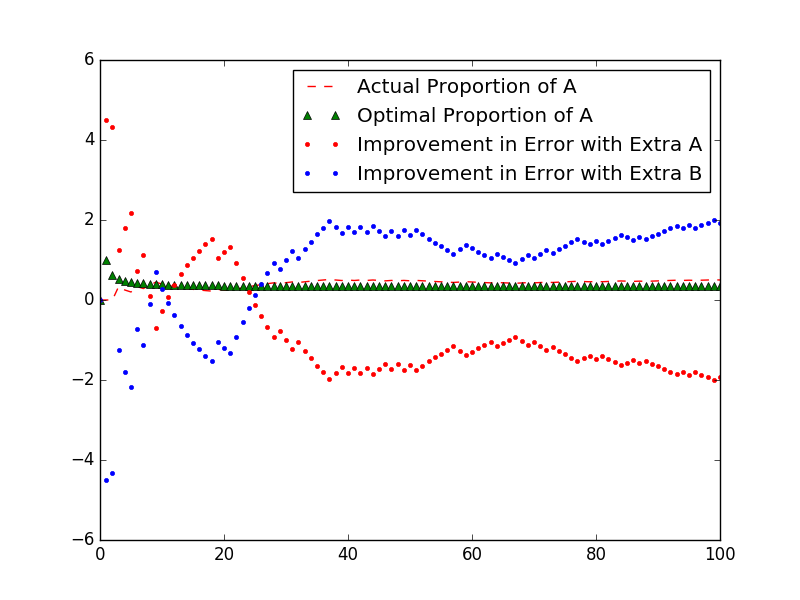 6
4
2
0
−2
−4
−6
0 20 40 60 80 100
Actual Proportion of A
Optimal Proportion of A
Improvement in Error with Extra A
Improvement in Error with Extra B